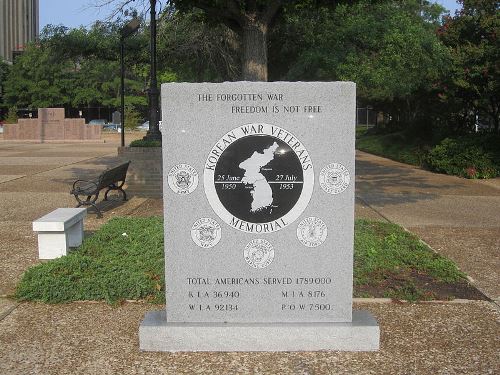 THE FORGOTTEN WAR
FREEDOM IS NOT FREE
KOREAN WAR VETERANS
25 June 27 July
1950 1953
MEMORIAL
TOTAL AMERICANS SERVED 1789000
K I A 36940 M I A 8176
W I A 92134 P O W 7500